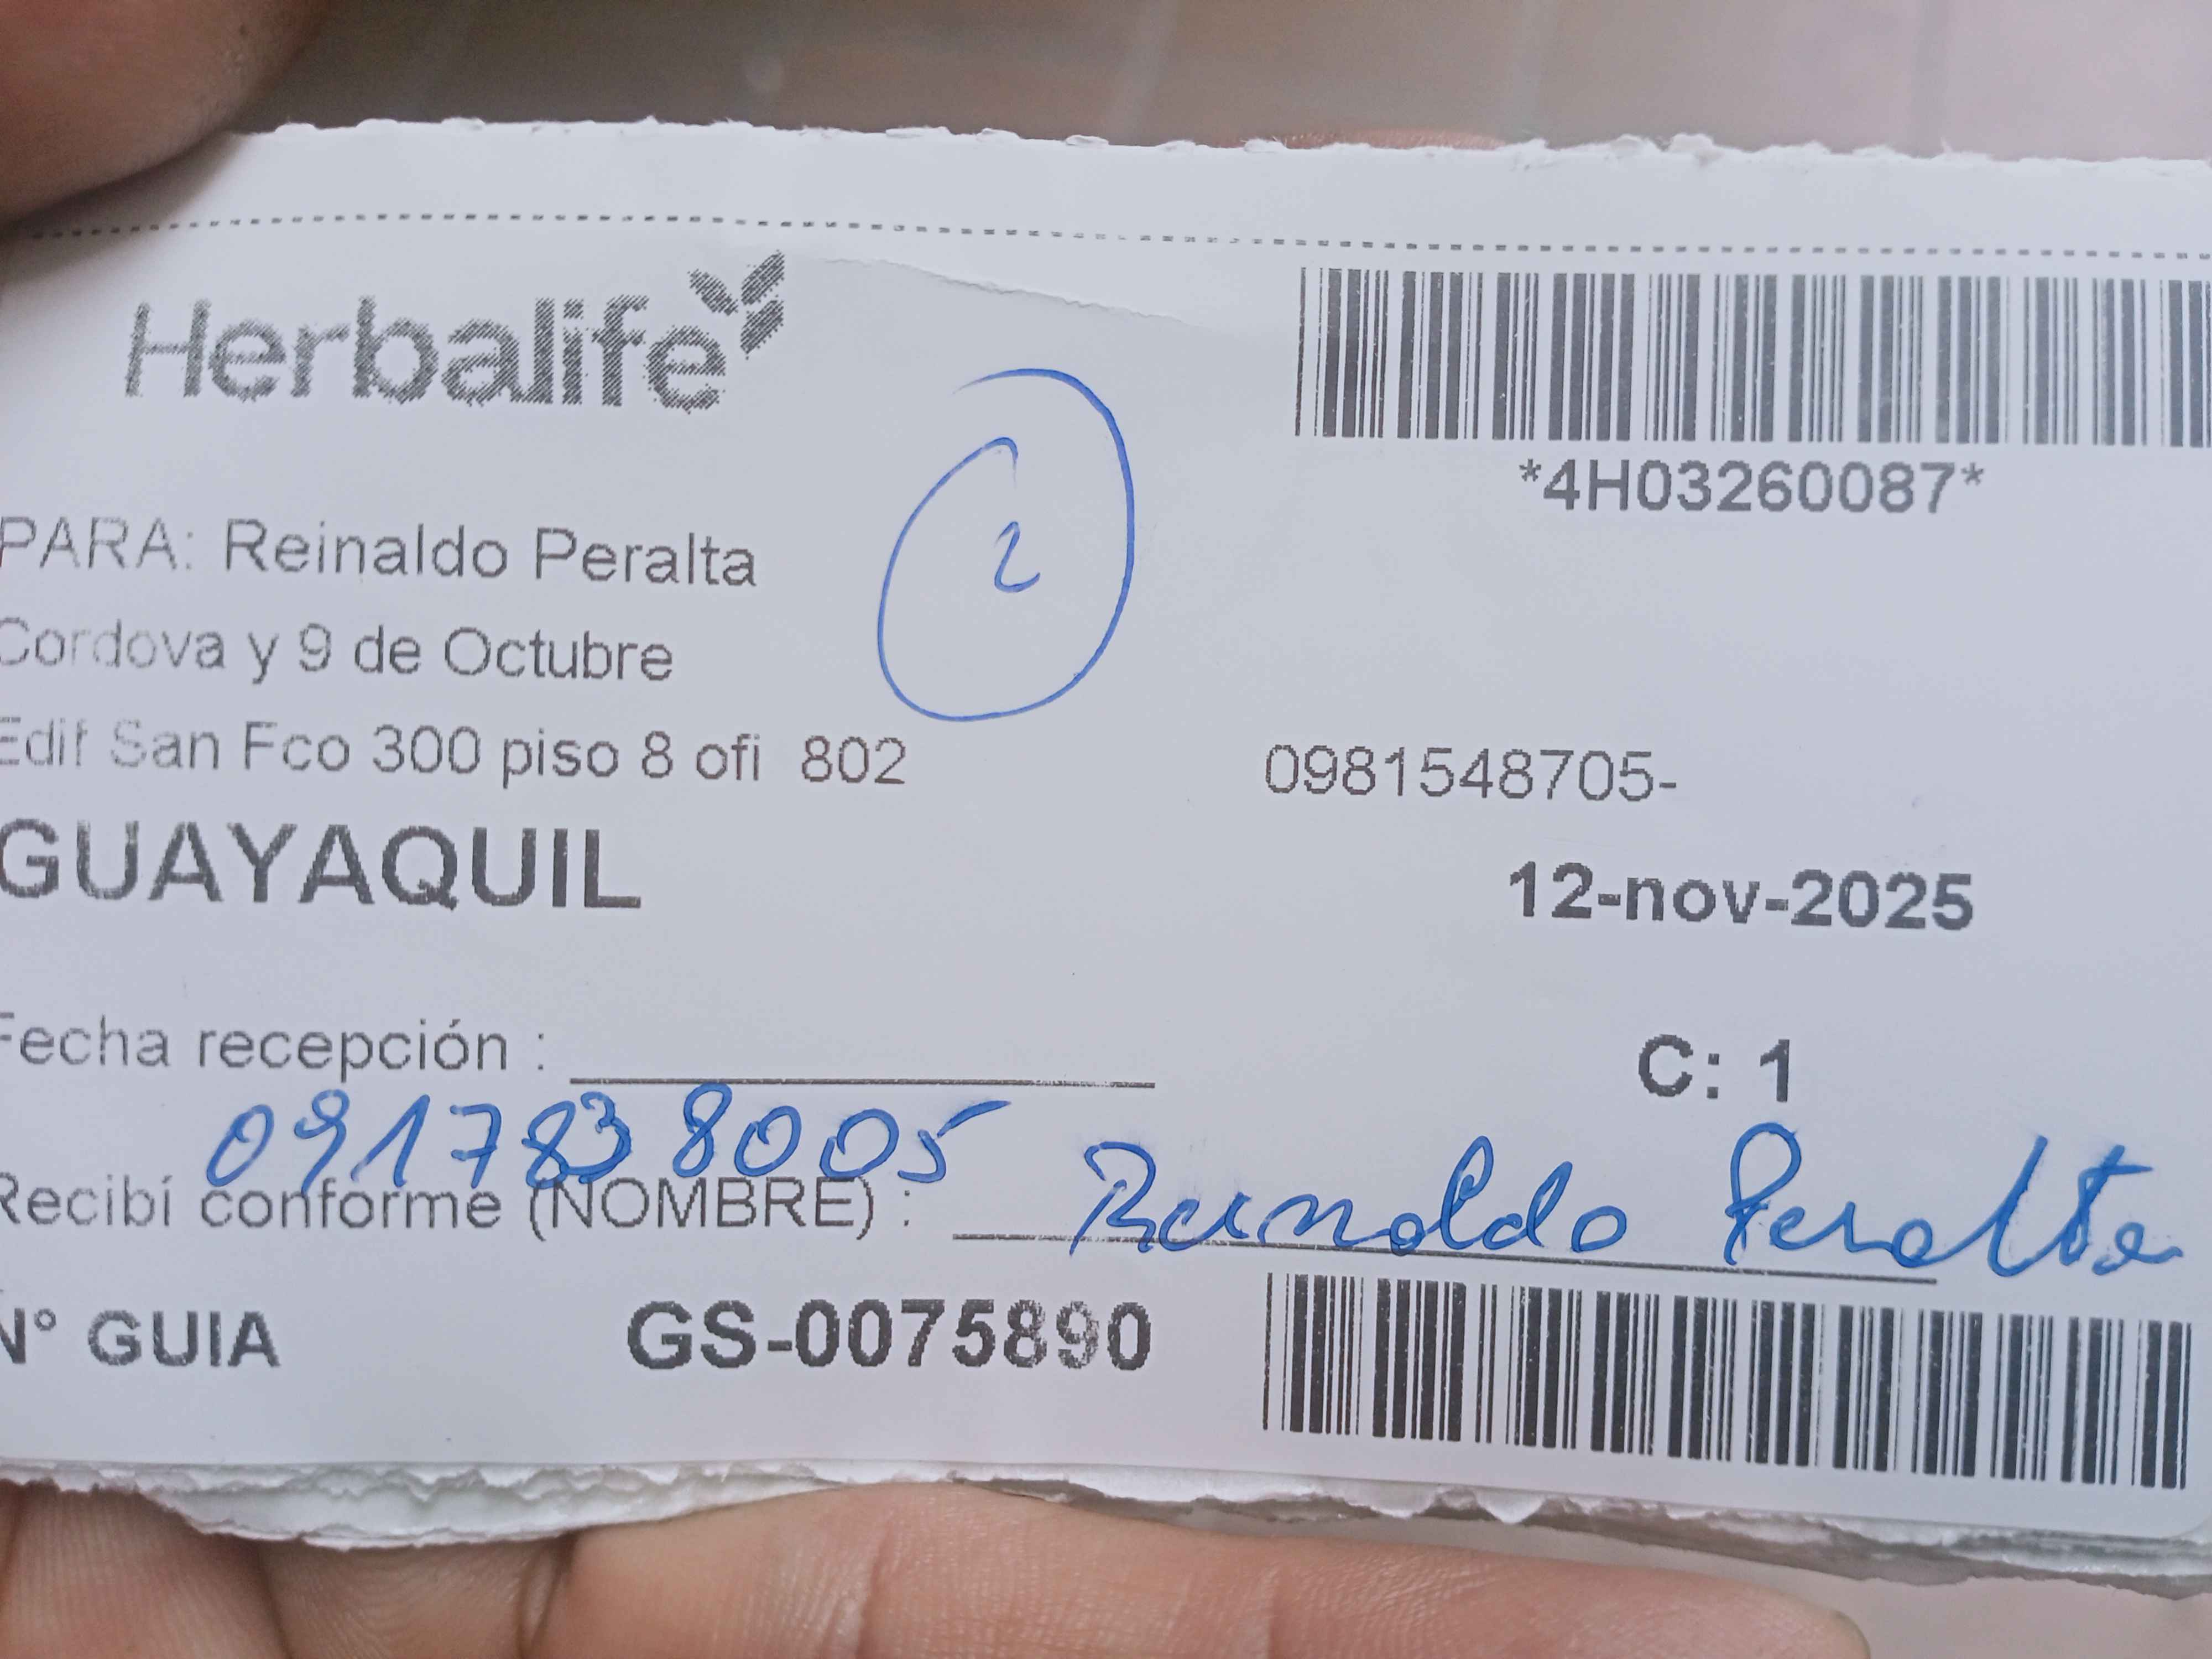 Herbalife
*4H03260087*
2
PARA: Reinaldo Peralta
Cordova y 9 de Octubre
Edif San Fco 300 piso 8 ofi 802
0981548705-
GUAYAQUIL
12-nov-2025
Fecha recepción :
C: 1
0917838005
Recibí conforme (NOMBRE) : Reinaldo Peralta
N° GUIA GS-0075890